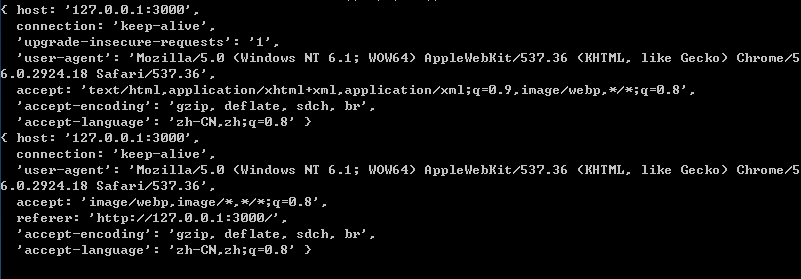 { host: '127.0.0.1:3000',
  connection: 'keep-alive',
  'upgrade-insecure-requests': '1',
  'user-agent': 'Mozilla/5.0 (Windows NT 6.1; WOW64) AppleWebKit/537.36 (KHTML, like Gecko) Chrome/5
6.0.2924.18 Safari/537.36',
  accept: 'text/html,application/xhtml+xml,application/xml;q=0.9,image/webp,*/*;q=0.8',
  'accept-encoding': 'gzip, deflate, sdch, br',
  'accept-language': 'zh-CN,zh;q=0.8' }
{ host: '127.0.0.1:3000',
  connection: 'keep-alive',
  'user-agent': 'Mozilla/5.0 (Windows NT 6.1; WOW64) AppleWebKit/537.36 (KHTML, like Gecko) Chrome/5
6.0.2924.18 Safari/537.36',
  accept: 'image/webp,image/*,*/*;q=0.8',
  referer: 'http://127.0.0.1:3000/',
  'accept-encoding': 'gzip, deflate, sdch, br',
  'accept-language': 'zh-CN,zh;q=0.8' }